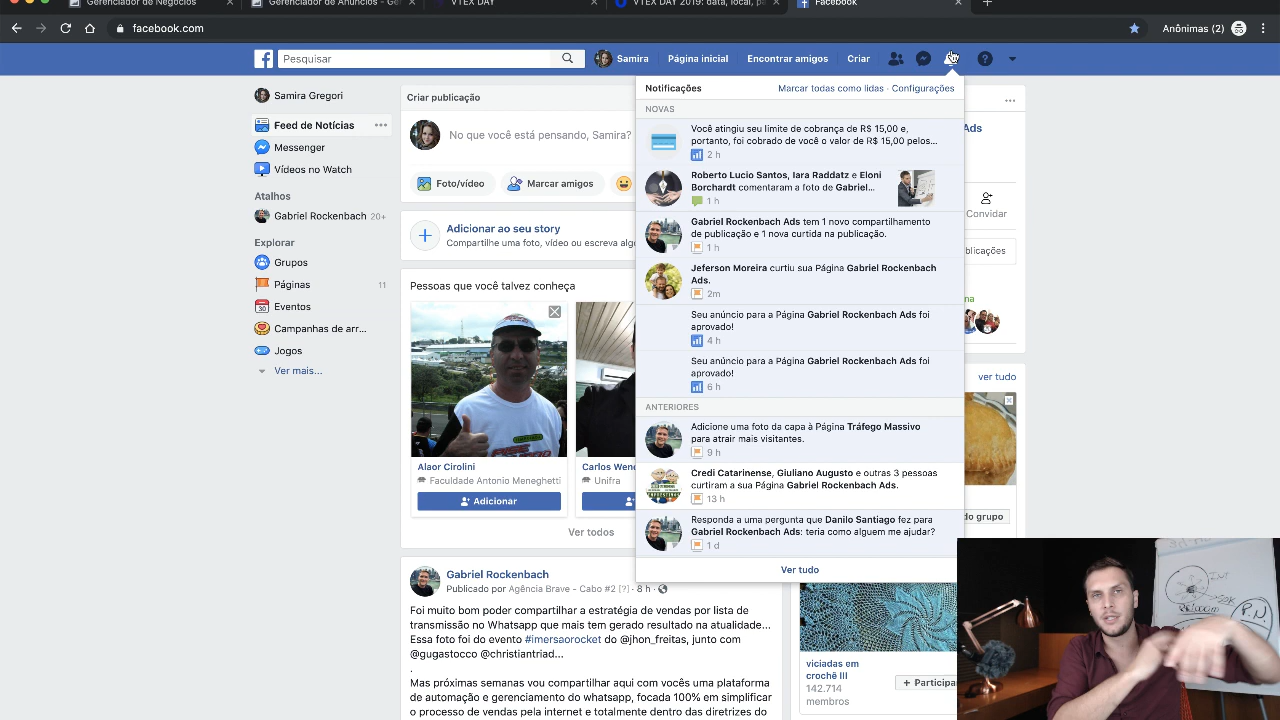 Gerenciador de Negócios
Gerenciador de Anúncios - Ge
VTEX DAY
VTEX DAY 2019: data, local, p
Facebook
facebook.com
Anônimas (2)
Pesquisar
Samira
Página inicial
Encontrar amigos
Criar
Samira Gregori
Feed de Notícias
Messenger
Vídeos no Watch
Atalhos
Gabriel Rockenbach 20+
Explorar
Grupos
Páginas 11
Eventos
Campanhas de arr...
Jogos
Ver mais...
Criar publicação
No que você está pensando, Samira?
Foto/vídeo
Marcar amigos
Adicionar ao seu story
Compartilhe uma foto, vídeo ou escreva algo
Pessoas que você talvez conheça
Alaor Cirolini
Faculdade Antonio Meneghetti
Adicionar
Carlos Wend
Unifra
Ver todos
Gabriel Rockenbach
Publicado por Agência Brave - Cabo #2 [?] · 8 h ·
Foi muito bom poder compartilhar a estratégia de vendas por lista de
transmissão no Whatsapp que mais tem gerado resultado na atualidade...
Essa foto foi do evento #imersaorocket do @jhon_freitas, junto com
@gugastocco @christiantriad...
.
Mas próximas semanas vou compartilhar aqui com vocês uma plataforma
de automação e gerenciamento do whatsapp, focada 100% em simplificar
o processo de vendas pela internet e totalmente dentro das diretrizes do
Notificações
Marcar todas como lidas · Configurações
NOVAS
Você atingiu seu limite de cobrança de R$ 15,00 e,
portanto, foi cobrado de você o valor de R$ 15,00 pelos...
2 h
Roberto Lucio Santos, Iara Raddatz e Eloni
Borchardt comentaram a foto de Gabriel...
1 h
Gabriel Rockenbach Ads tem 1 novo compartilhamento
de publicação e 1 nova curtida na publicação.
1 h
Jeferson Moreira curtiu sua Página Gabriel Rockenbach
Ads.
2m
Seu anúncio para a Página Gabriel Rockenbach Ads foi
aprovado!
4 h
Seu anúncio para a Página Gabriel Rockenbach Ads foi
aprovado!
6 h
ANTERIORES
Adicione uma foto da capa à Página Tráfego Massivo
para atrair mais visitantes.
9 h
Credi Catarinense, Giuliano Augusto e outras 3 pessoas
curtiram a sua Página Gabriel Rockenbach Ads.
13 h
Responda a uma pergunta que Danilo Santiago fez para
Gabriel Rockenbach Ads: teria como alguem me ajudar?
1 d
Ver tudo
Ads
Convidar
blicações
na
ver tudo
do grupo
viciadas em
crochê III
142.714
membros
+ Participa
P.N